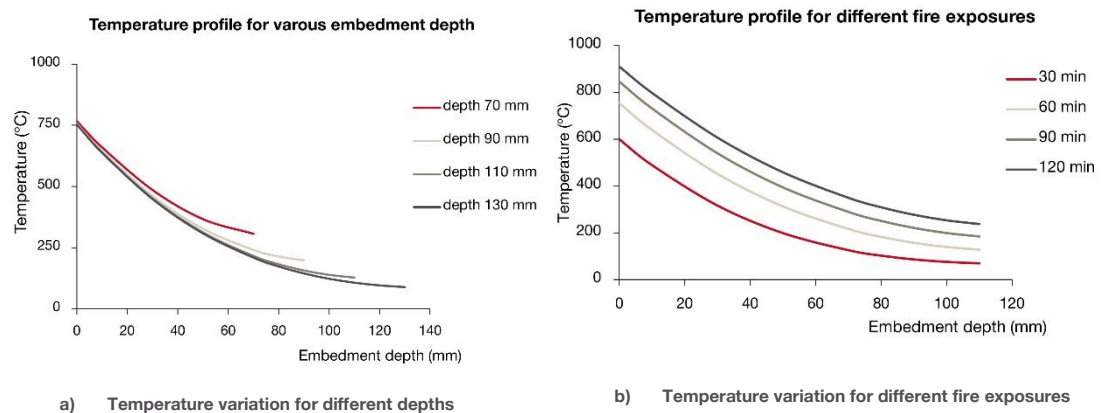 Temperature profile for varous embedment depth
1000
750
500
250
0
Temperature (°C)
0 20 40 60 80 100 120 140
Embedment depth (mm)
depth 70 mm
depth 90 mm
depth 110 mm
depth 130 mm
a) Temperature variation for different depths
Temperature profile for different fire exposures
1000
800
600
400
200
0
Temperature (°C)
0 20 40 60 80 100 120
Embedment depth (mm)
30 min
60 min
90 min
120 min
b) Temperature variation for different fire exposures